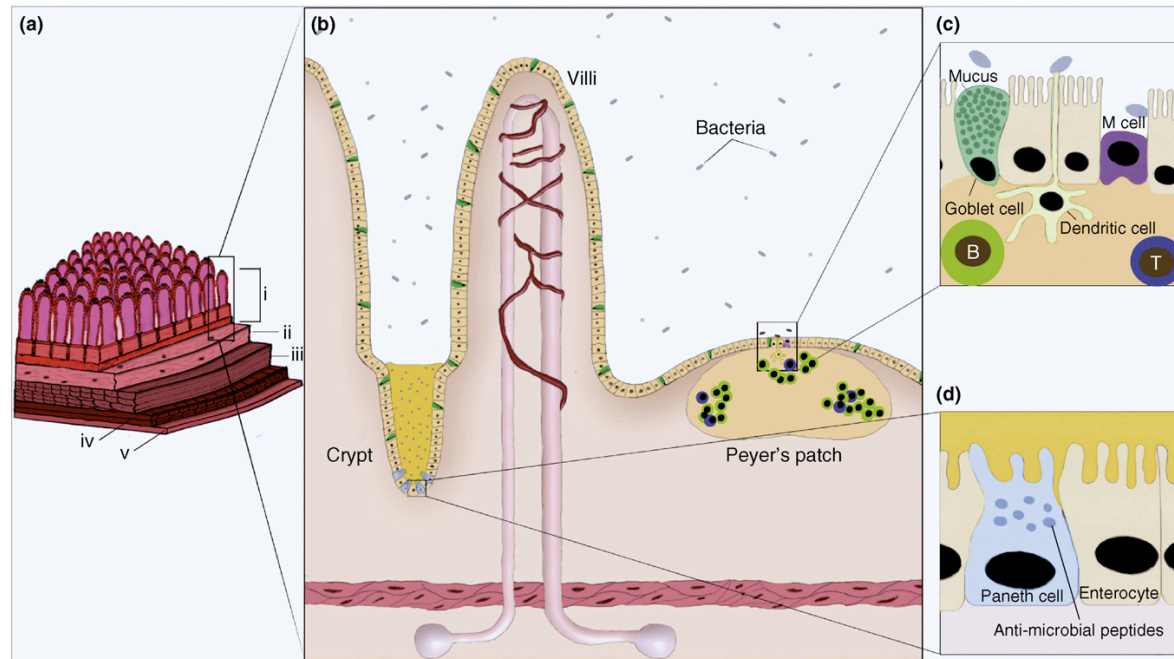 (a)
i
ii
iii
iv
v
(b)
Villi
Bacteria
Crypt
Peyer's patch
(c)
Mucus
M cell
Goblet cell
Dendritic cell
B
T
(d)
Paneth cell
Enterocyte
Anti-microbial peptides